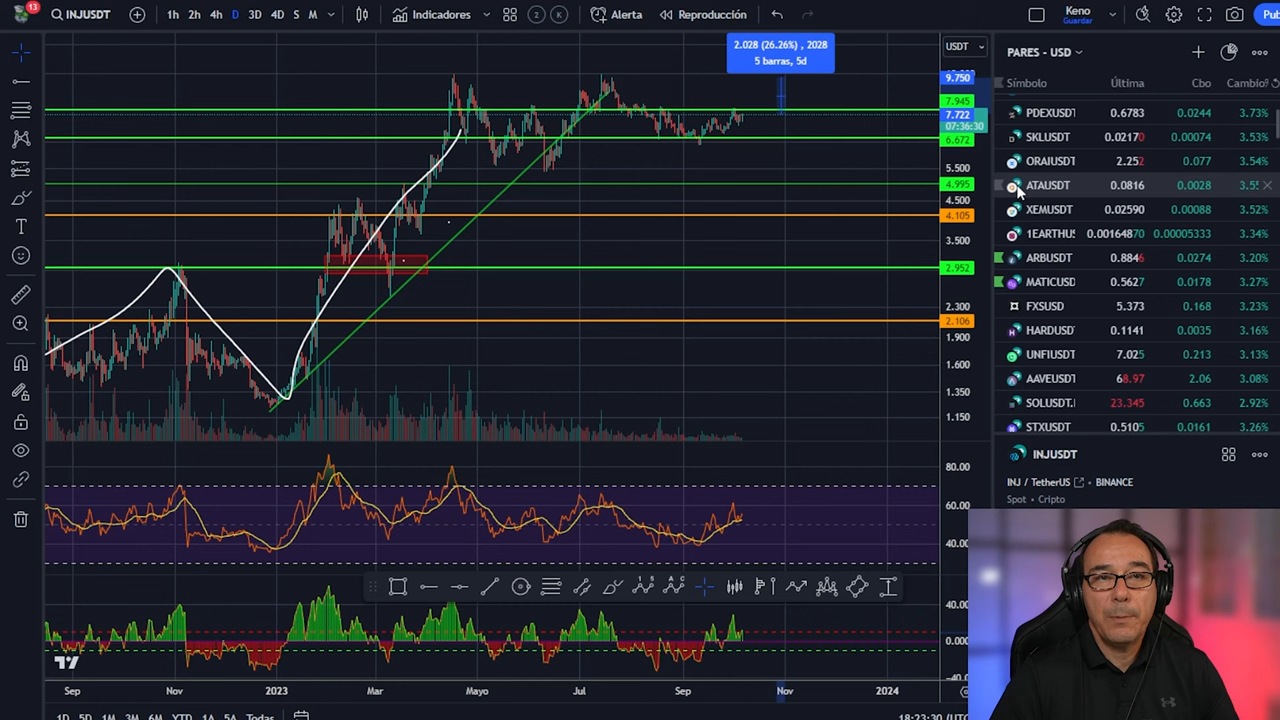 13
INJUSDT
1h 2h 4h D 3D 4D S M
Indicadores
2 K
Alerta
Reproducción
Keno
Guardar
Pub
2.028 (26.26%) , 2028
5 barras, 5d
USDT
9.750
7.945
7.722
07:36:30
6.672
5.500
4.995
4.500
4.105
3.500
2.952
2.300
2.106
1.900
1.600
1.350
1.150
80.00
60.00
40.00
40.00
0.000
Sep Nov 2023 Mar Mayo Jul Sep Nov 2024
1D 5D 1M 3M 6M YTD 1A 5A Todas
18:23:30 (UTC
PARES - USD
Símbolo Última Cbo Cambio%
PDEXUSDT 0.6783 0.0244 3.73%
SKLUSDT 0.02170 0.00074 3.53%
ORAIUSDT 2.252 0.077 3.54%
ATAUSDT 0.0816 0.0028 3.55
XEMUSDT 0.02590 0.00088 3.52%
1EARTHUS 0.00164870 0.00005333 3.34%
ARBUSDT 0.8846 0.0274 3.20%
MATICUSD 0.5627 0.0178 3.27%
FXSUSD 5.373 0.168 3.23%
HARDUSDT 0.1141 0.0035 3.16%
UNFIUSDT 7.025 0.213 3.13%
AAVEUSDT 68.97 2.06 3.08%
SOLUSDT. 23.345 0.663 2.92%
STXUSDT 0.5105 0.0161 3.26%
INJUSDT
INJ / TetherUS • BINANCE
Spot • Cripto